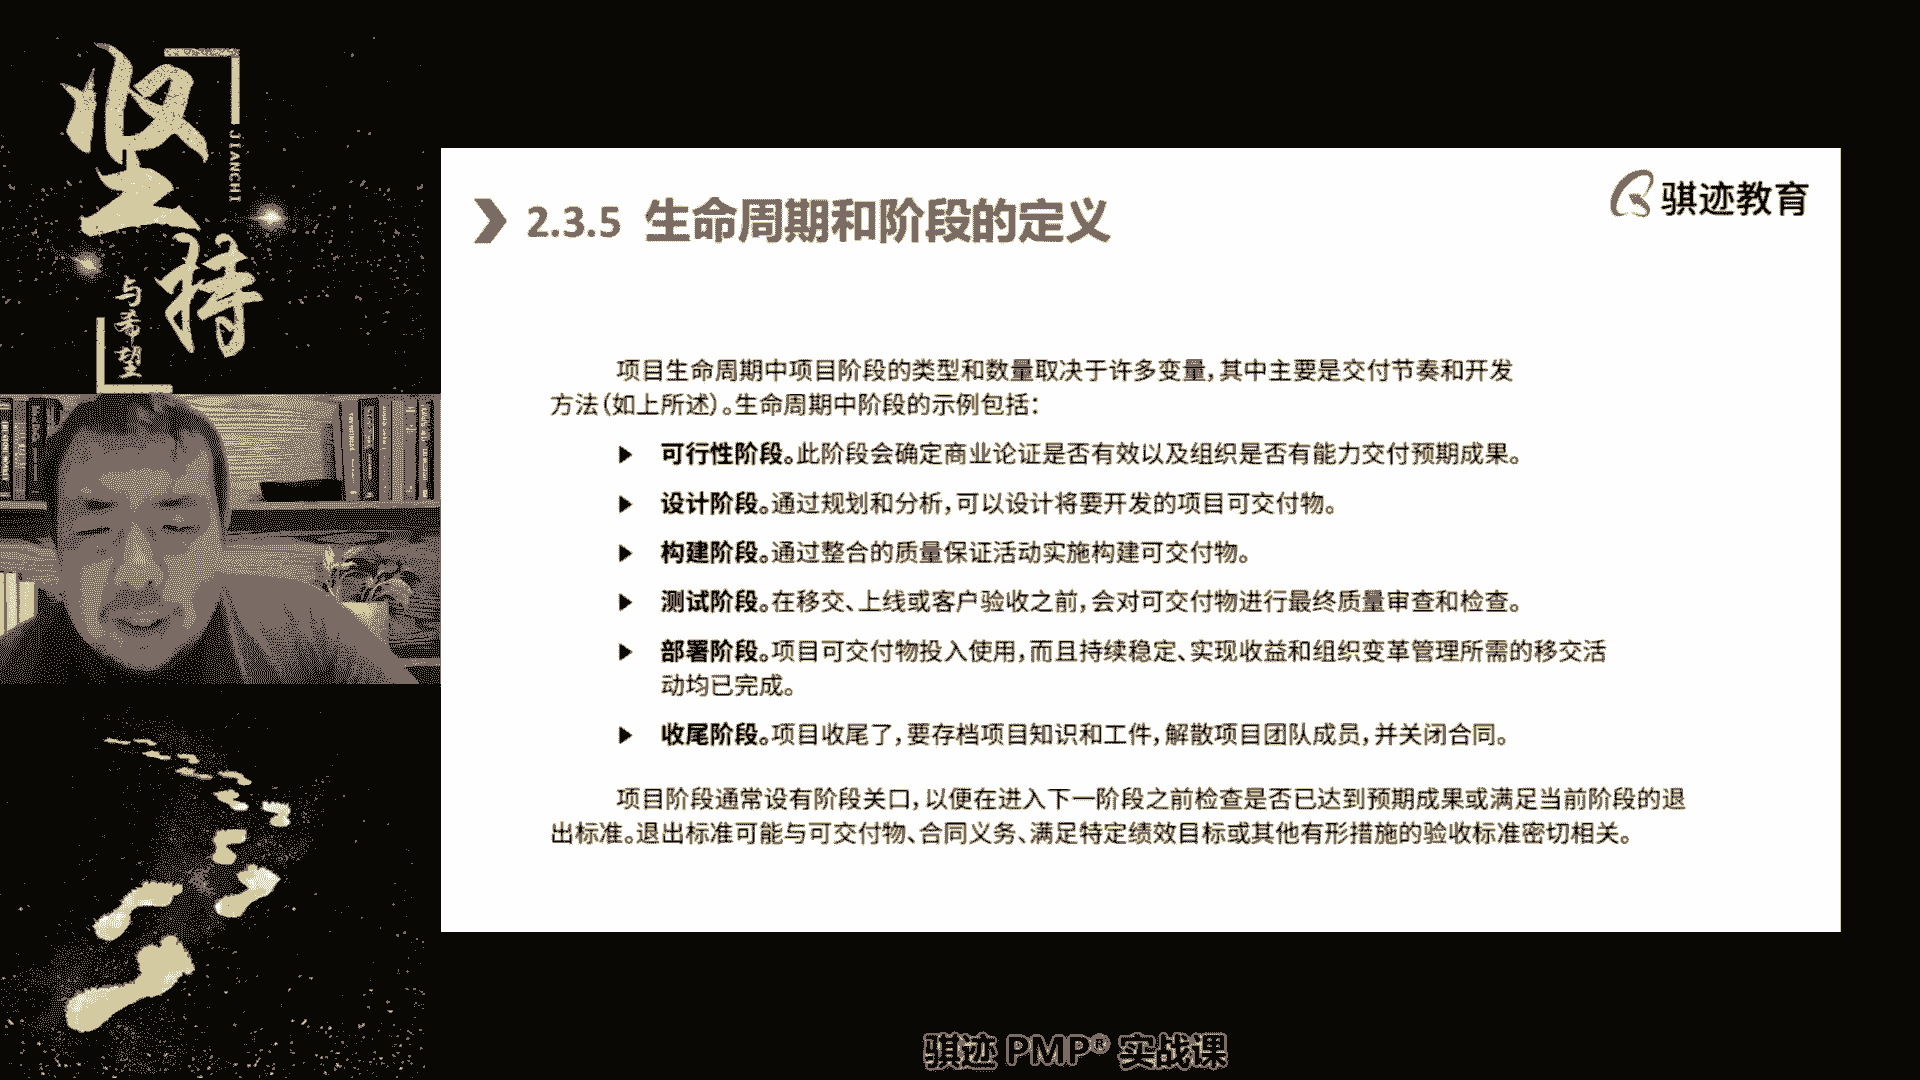 坚持
JIANCHI
与希望
骐迹教育
2.3.5 生命周期和阶段的定义
项目生命周期中项目阶段的类型和数量取决于许多变量，其中主要是交付节奏和开发
方法（如上所述）。生命周期中阶段的示例包括：
可行性阶段。此阶段会确定商业论证是否有效以及组织是否有能力交付预期成果。
设计阶段。通过规划和分析，可以设计将要开发的项目可交付物。
构建阶段。通过整合的质量保证活动实施构建可交付物。
测试阶段。在移交、上线或客户验收之前，会对可交付物进行最终质量审查和检查。
部署阶段。项目可交付物投入使用，而且持续稳定、实现收益和组织变革管理所需的移交活
动均已完成。
收尾阶段。项目收尾了，要存档项目知识和工件，解散项目团队成员，并关闭合同。
项目阶段通常设有阶段关口，以便在进入下一阶段之前检查是否已达到预期成果或满足当前阶段的退
出标准。退出标准可能与可交付物、合同义务、满足特定绩效目标或其他有形措施的验收标准密切相关。
骐迹 PMP® 实战课